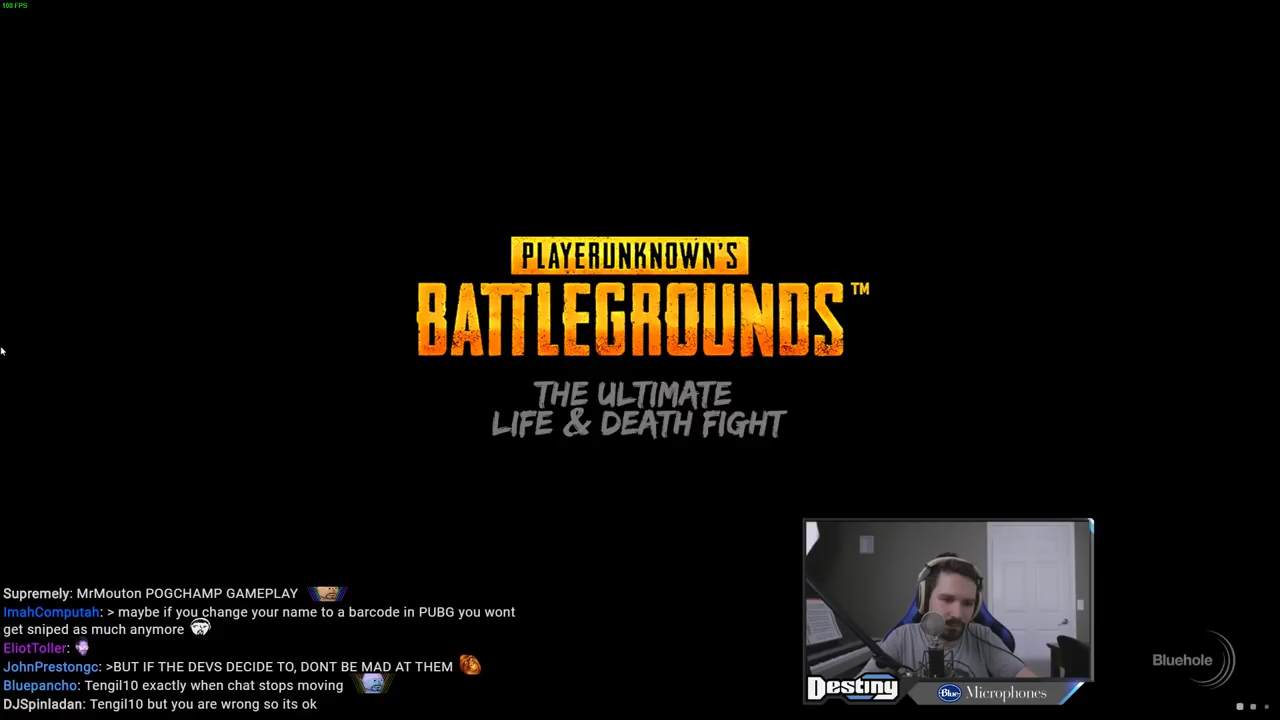 108 FPS
PLAYERUNKNOWN'S
BATTLEGROUNDS™
THE ULTIMATE
LIFE & DEATH FIGHT
Supremely: MrMouton POGCHAMP GAMEPLAY
ImahComputah: > maybe if you change your name to a barcode in PUBG you wont
get sniped as much anymore
EliotToller:
JohnPrestongc: >BUT IF THE DEVS DECIDE TO, DONT BE MAD AT THEM
Bluepancho: Tengil10 exactly when chat stops moving
DJSpinladan: Tengil10 but you are wrong so its ok
Destiny
Blue Microphones
Bluehole